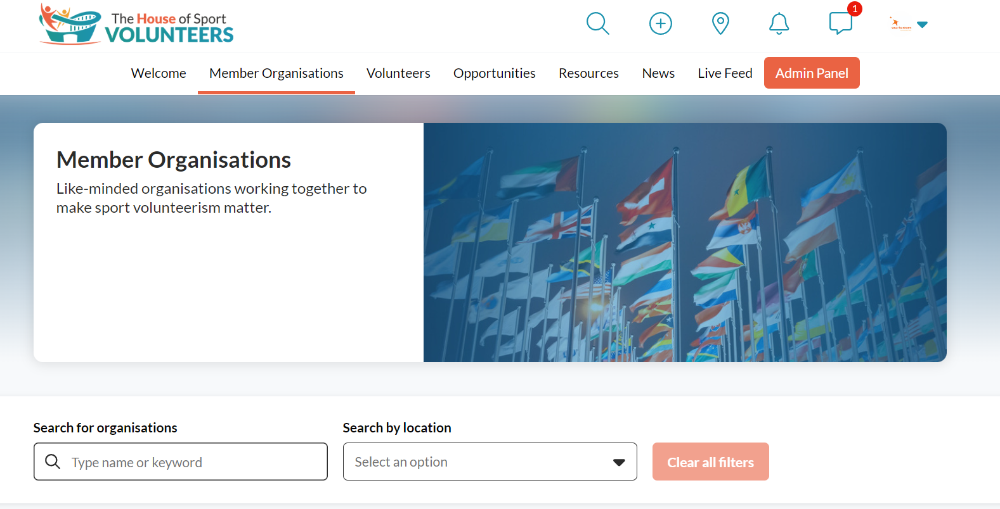 The House of Sport
VOLUNTEERS
1
Welcome
Member Organisations
Volunteers
Opportunities
Resources
News
Live Feed
Admin Panel
Member Organisations
Like-minded organisations working together to
make sport volunteerism matter.
Search for organisations
Type name or keyword
Search by location
Select an option
Clear all filters